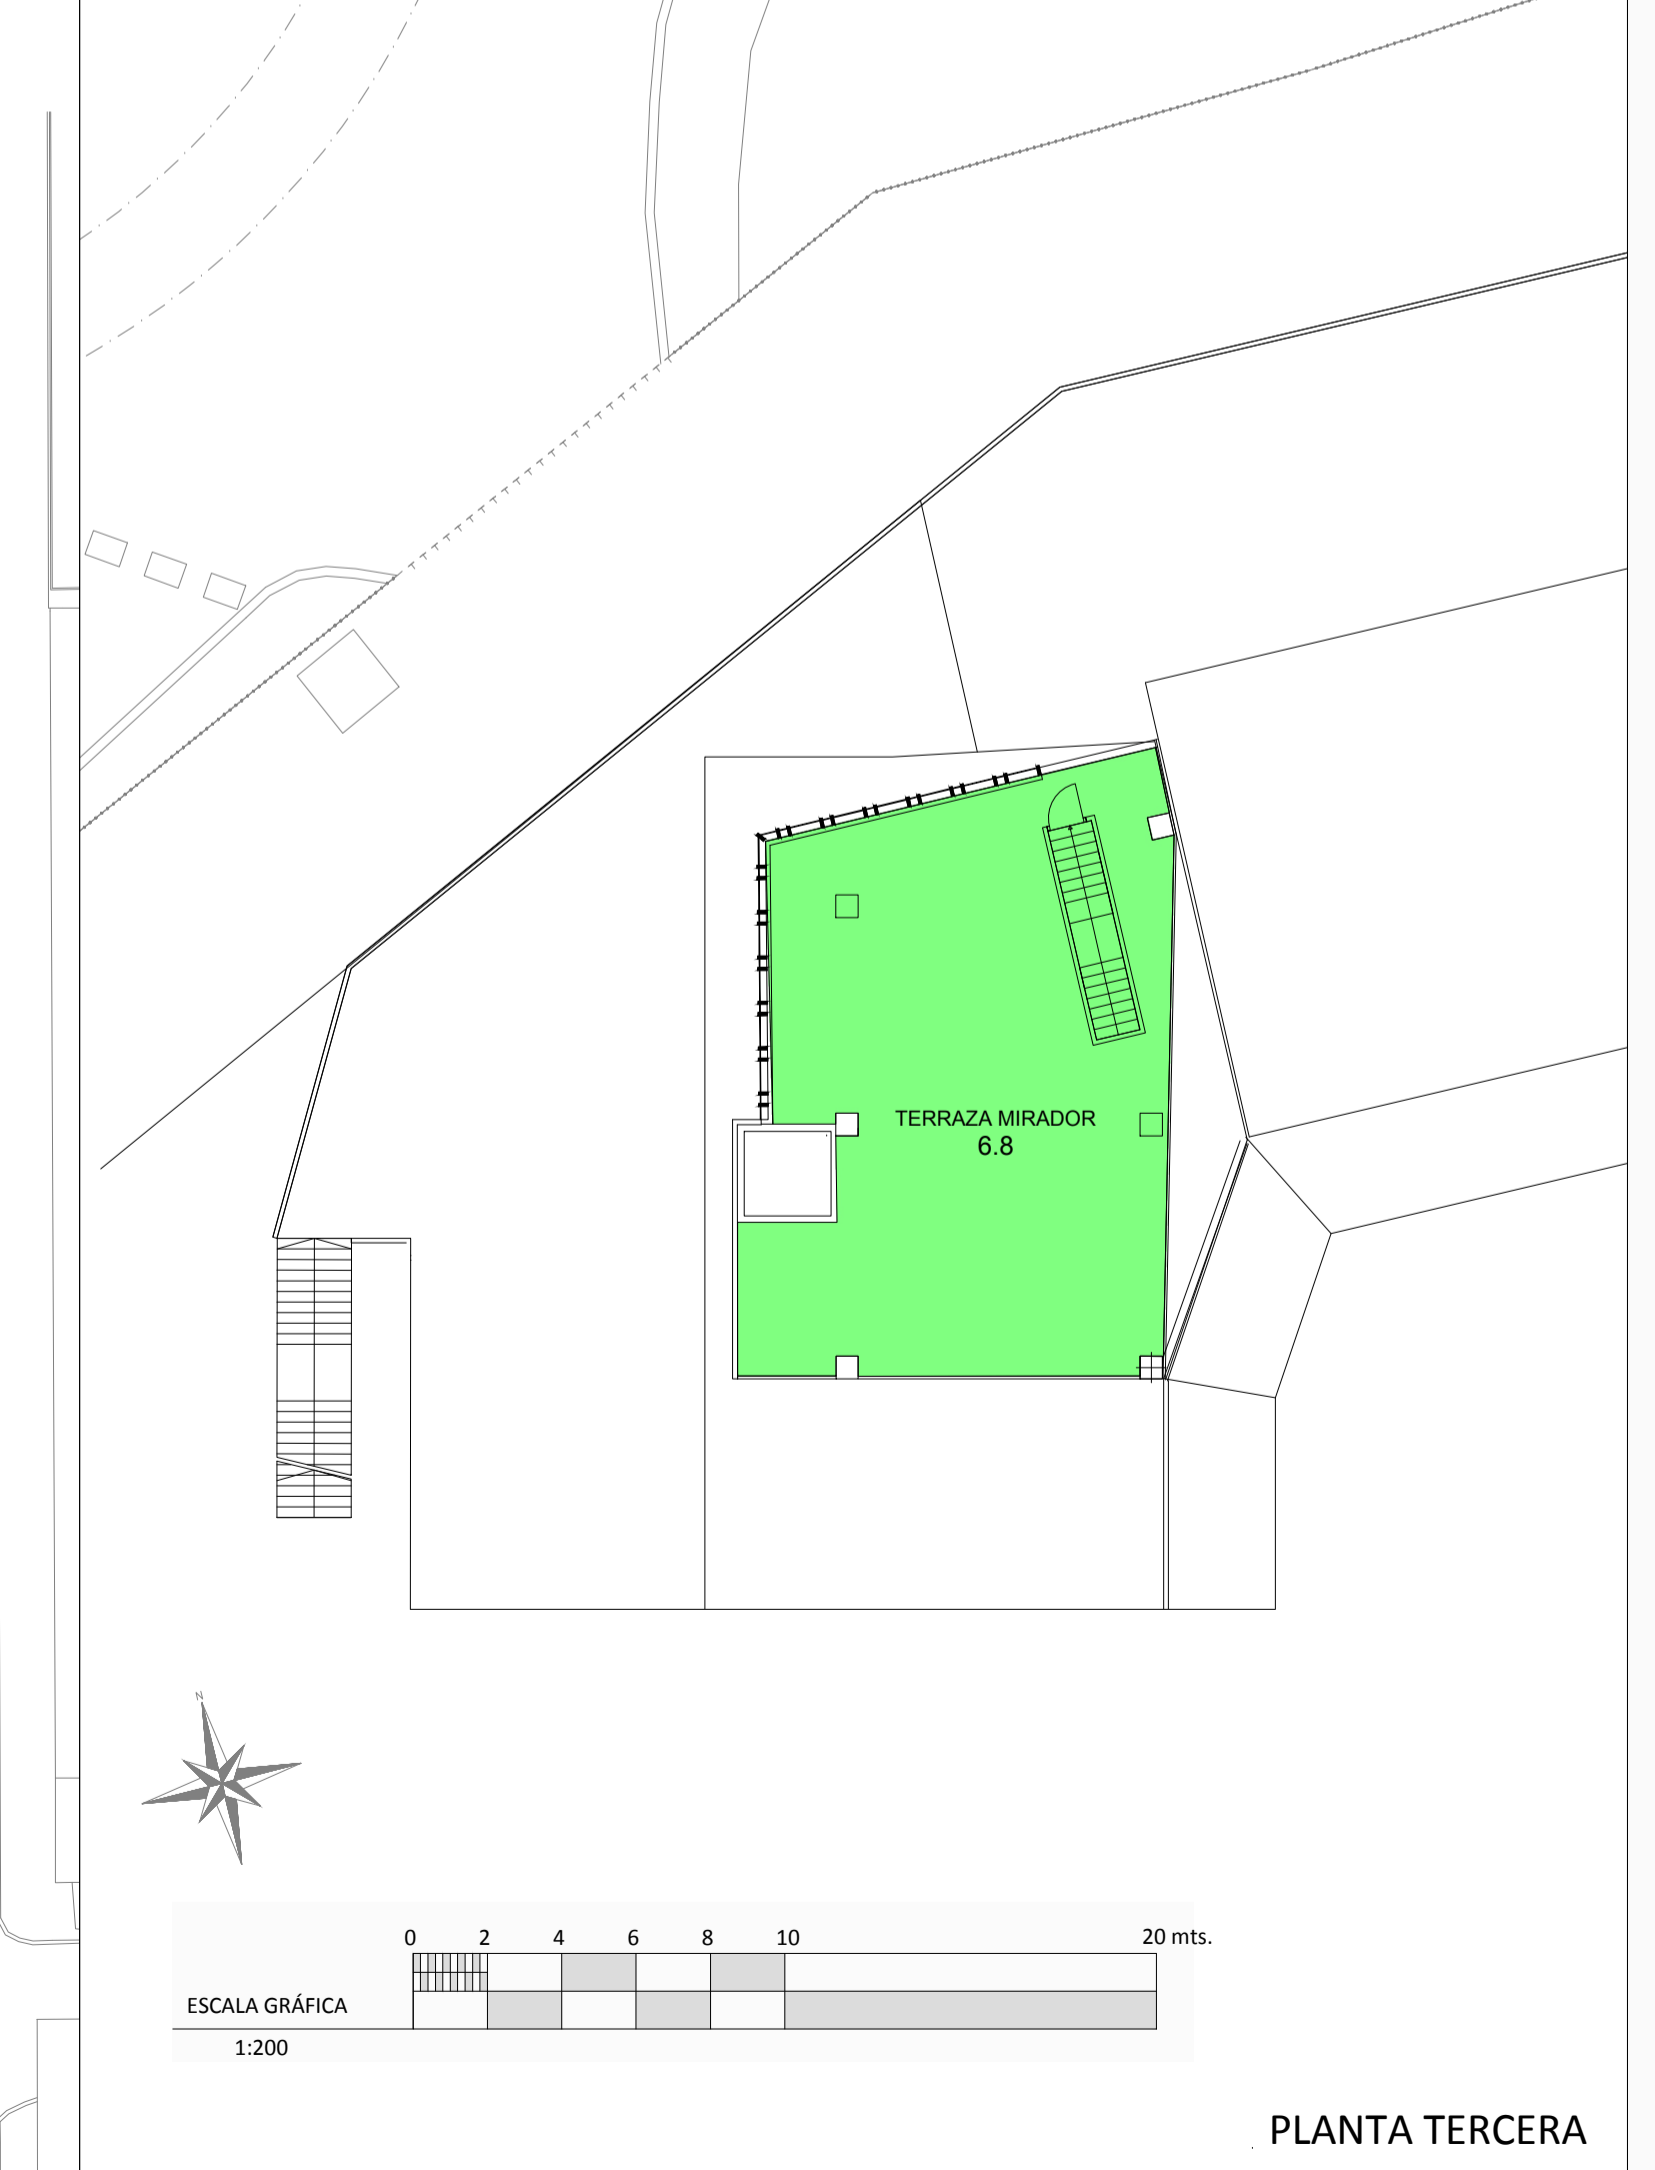 TERRAZA MIRADOR
6.8
N
0 2 4 6 8 10 20 mts.
ESCALA GRÁFICA
1:200
PLANTA TERCERA